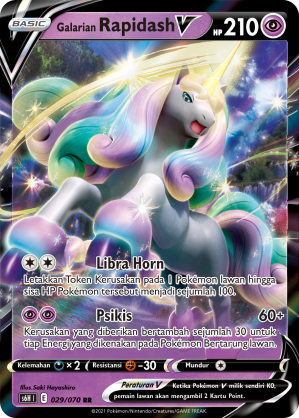 BASIC Galarian Rapidash V HP 210
Libra Horn
Letakkan Token Kerusakan pada 1 Pokémon lawan hingga
sisa HP Pokémon tersebut menjadi sejumlah 100.
Psikis 60+
Kerusakan yang diberikan bertambah sejumlah 30 untuk
tiap Energi yang dikenakan Pokémon Bertarung lawan.
Kelemahan ×2 Resistansi -30 Mundur
Illus. Saki Hayashiro
Peraturan V Ketika Pokémon V milik sendiri KO,
pemain lawan akan mengambil 2 Kartu Point.
s6H I E 029/070 RR
©2021 Pokémon/Nintendo/Creatures/GAME FREAK.